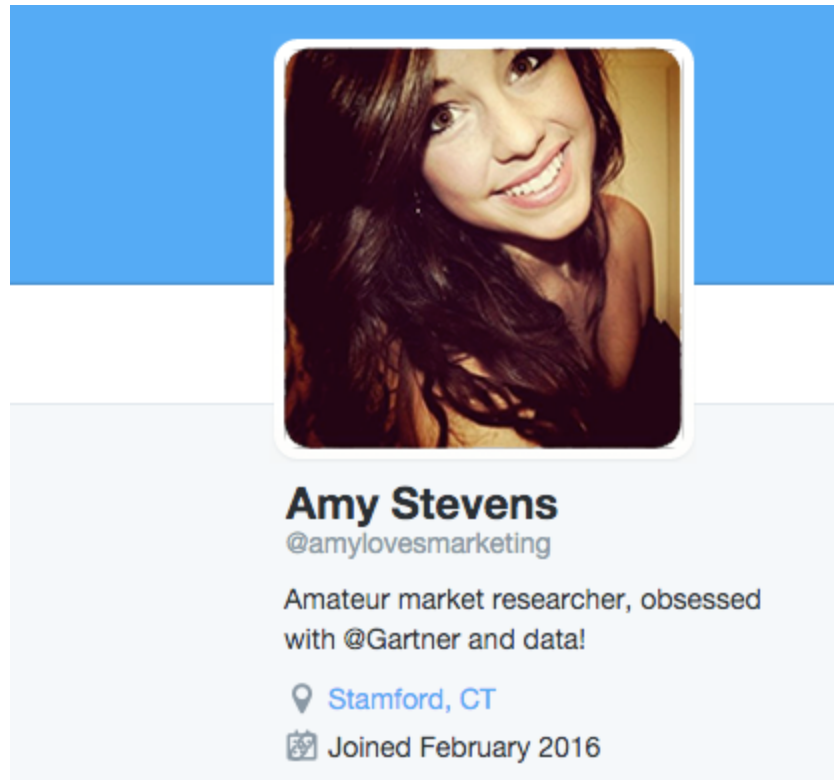 Amy Stevens
@amylovesmarketing
Amateur market researcher, obsessed
with @Gartner and data!
Stamford, CT
Joined February 2016